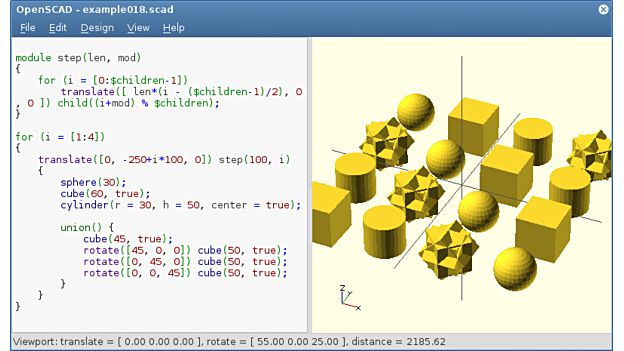 OpenSCAD - example018.scad
File Edit Design View Help
module step(len, mod)
{
    for (i = [0:$children-1])
        translate([ len*(i - ($children-1)/2), 0
, 0 ]) child((i+mod) % $children);
}
for (i = [1:4])
{
    translate([0, -250+i*100, 0]) step(100, i)
    {
        sphere(30);
        cube(60, true);
        cylinder(r = 30, h = 50, center = true);
        union() {
            cube(45, true);
            rotate([45, 0, 0]) cube(50, true);
            rotate([0, 45, 0]) cube(50, true);
            rotate([0, 0, 45]) cube(50, true);
        }
    }
}
Z
Y
X
Viewport: translate = [ 0.00 0.00 0.00 ], rotate = [ 55.00 0.00 25.00 ], distance = 2185.62